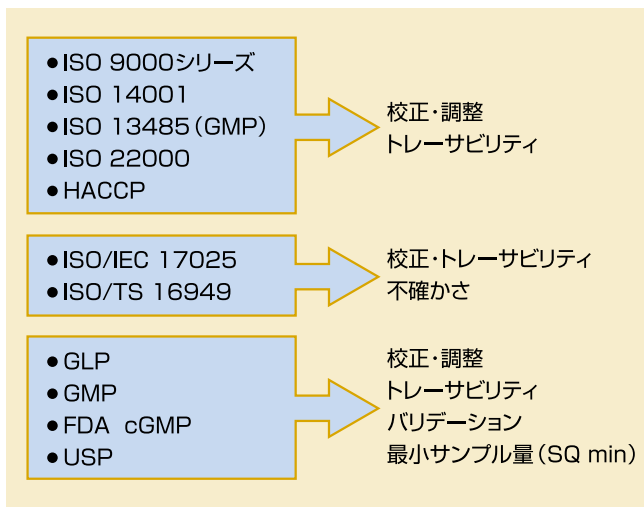 ●ISO 9000シリーズ
●ISO 14001
●ISO 13485(GMP)
●ISO 22000
●HACCP
校正・調整
トレーサビリティ
●ISO/IEC 17025
●ISO/TS 16949
校正・トレーサビリティ
不確かさ
●GLP
●GMP
●FDA cGMP
●USP
校正・調整
トレーサビリティ
バリデーション
最小サンプル量(SQ min)